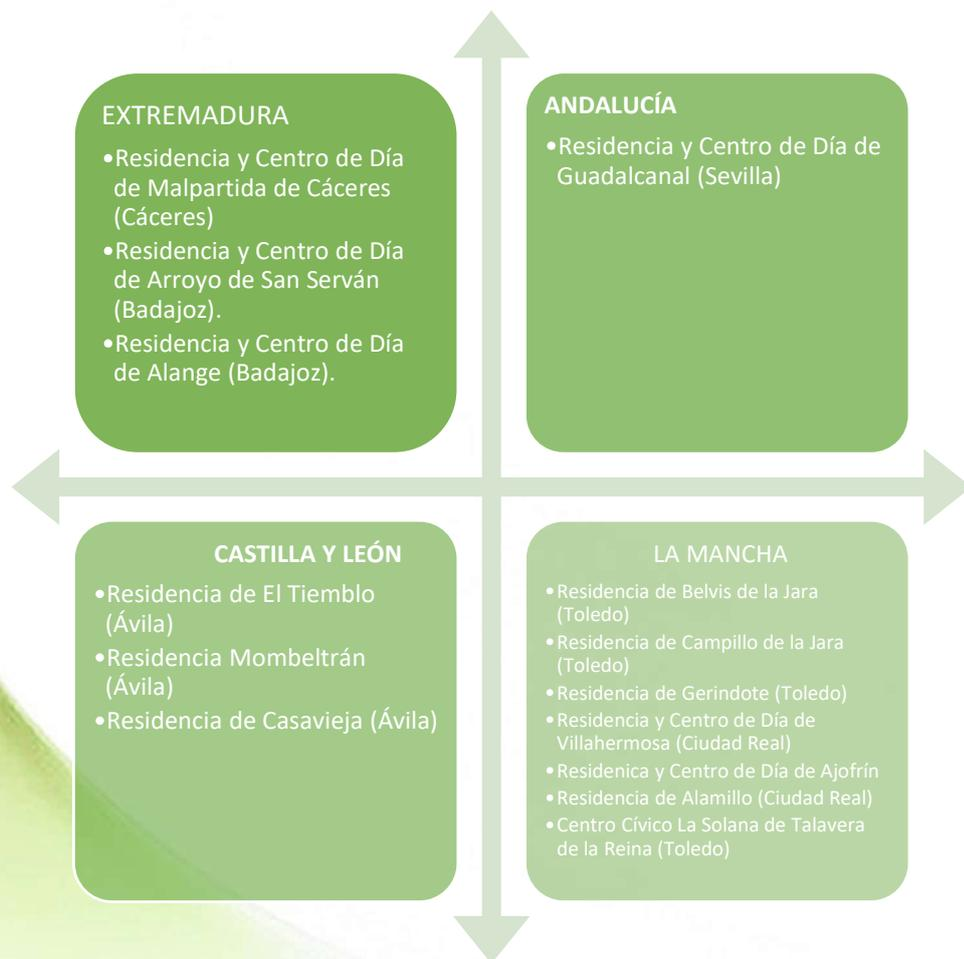 EXTREMADURA
•Residencia y Centro de Día
de Malpartida de Cáceres
(Cáceres)
•Residencia y Centro de Día
de Arroyo de San Serván
(Badajoz).
•Residencia y Centro de Día
de Alange (Badajoz).
ANDALUCÍA
•Residencia y Centro de Día de
Guadalcanal (Sevilla)
CASTILLA Y LEÓN
•Residencia de El Tiemblo
(Ávila)
•Residencia Mombeltrán
(Ávila)
•Residencia de Casavieja (Ávila)
LA MANCHA
•Residencia de Belvis de la Jara
(Toledo)
•Residencia de Campillo de la Jara
(Toledo)
•Residencia de Gerindote (Toledo)
•Residencia y Centro de Día de
Villahermosa (Ciudad Real)
•Residenica y Centro de Día de Ajofrín
•Residencia de Alamillo (Ciudad Real)
•Centro Cívico La Solana de Talavera
de la Reina (Toledo)